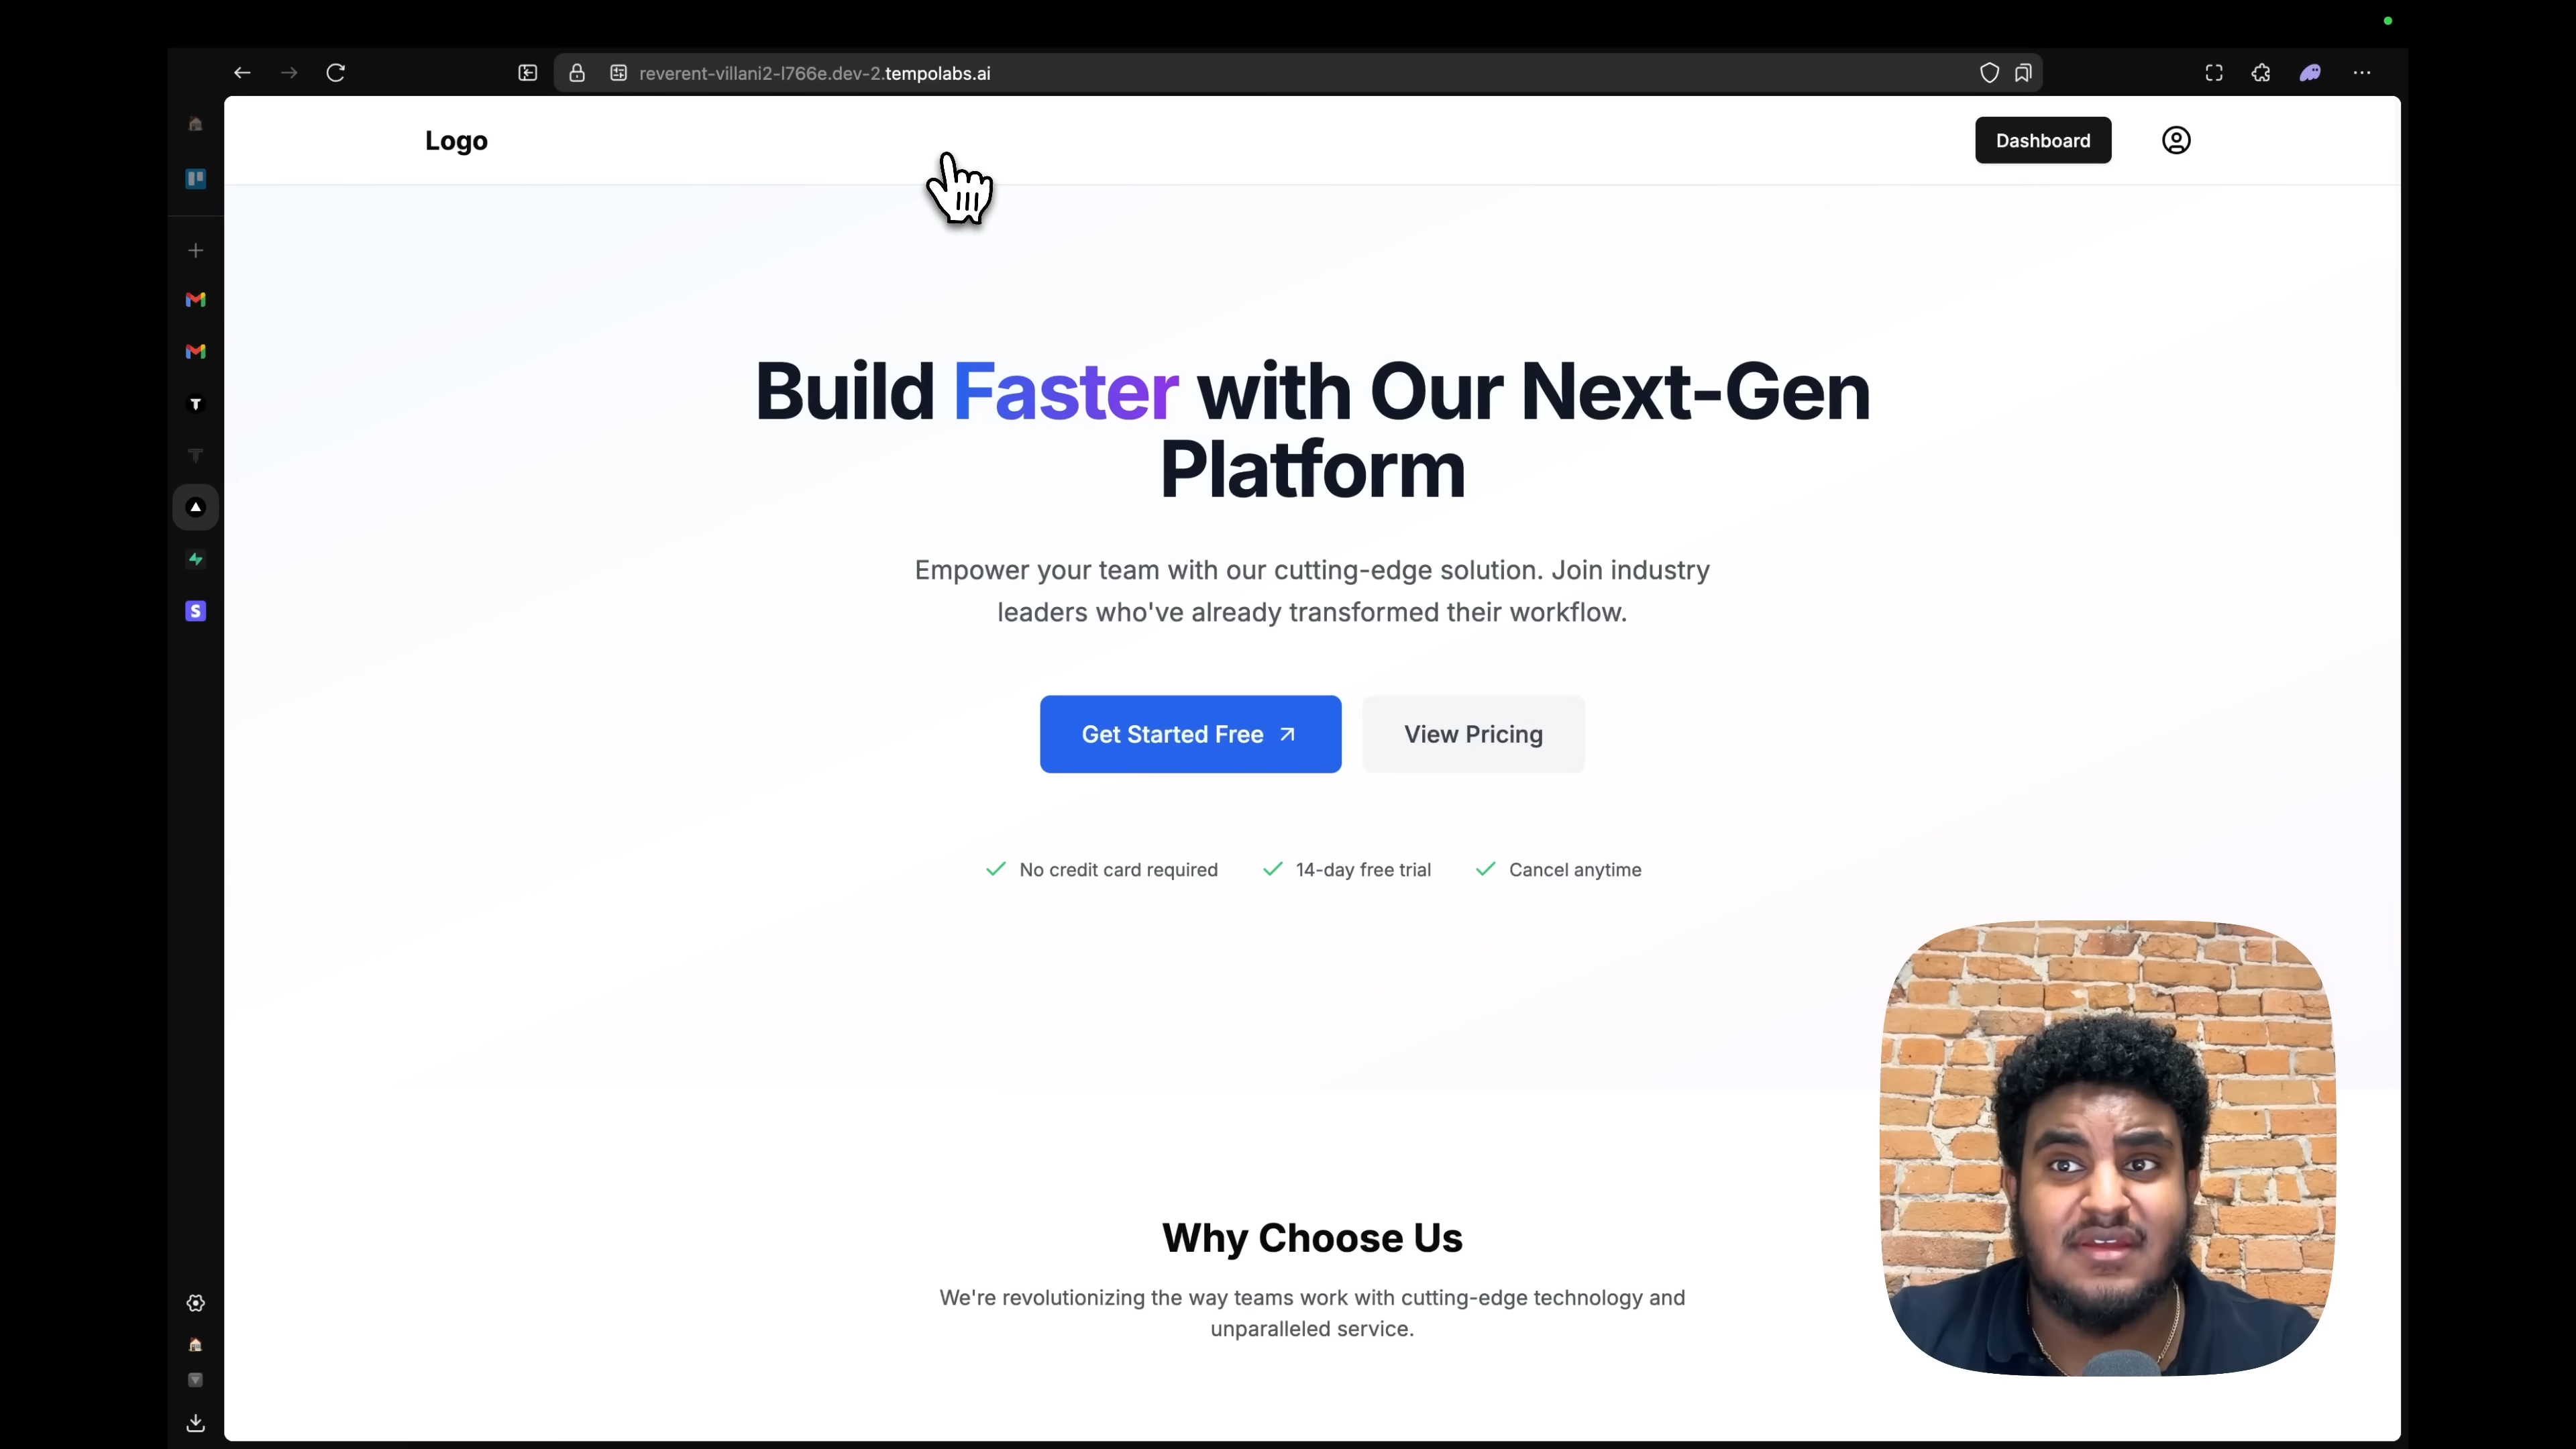 reverent-villani2-l766e.dev-2.tempolabs.ai
Logo
Dashboard
Build Faster with Our Next-Gen
Platform
Empower your team with our cutting-edge solution. Join industry
leaders who've already transformed their workflow.
Get Started Free
View Pricing
No credit card required
14-day free trial
Cancel anytime
Why Choose Us
We're revolutionizing the way teams work with cutting-edge technology and
unparalleled service.